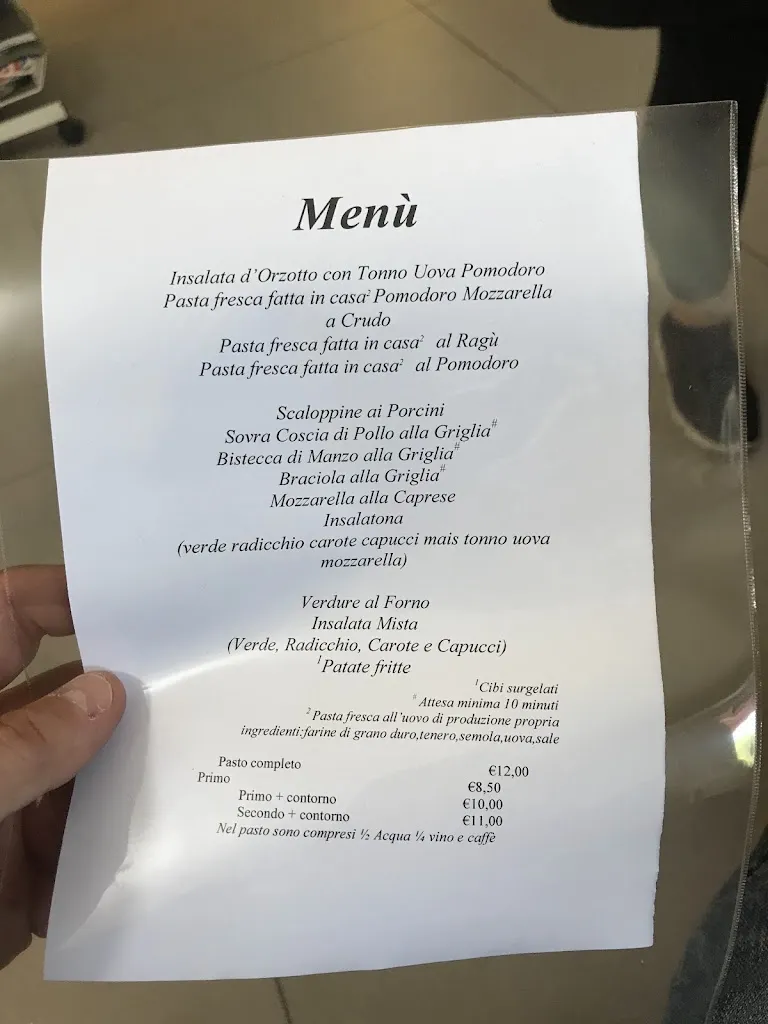 Menù
Insalata d'Orzotto con Tonno Uova Pomodoro
Pasta fresca fatta in casa² Pomodoro Mozzarella
a Crudo
Pasta fresca fatta in casa² al Ragù
Pasta fresca fatta in casa² al Pomodoro
Scaloppine ai Porcini
Sovra Coscia di Pollo alla Griglia#
Bistecca di Manzo alla Griglia#
Braciola alla Griglia#
Mozzarella alla Caprese
Insalatona
(verde radicchio carote capucci mais tonno uova
mozzarella)
Verdure al Forno
Insalata Mista
(Verde, Radicchio, Carote e Capucci)
¹Patate fritte
¹Cibi surgelati
# Attesa minima 10 minuti
² Pasta fresca all'uovo di produzione propria
ingredienti:farine di grano duro,tenero,semola,uova,sale
Pasto completo €12,00
Primo €8,50
Primo + contorno €10,00
Secondo + contorno €11,00
Nel pasto sono compresi ½ Acqua ¼ vino e caffè